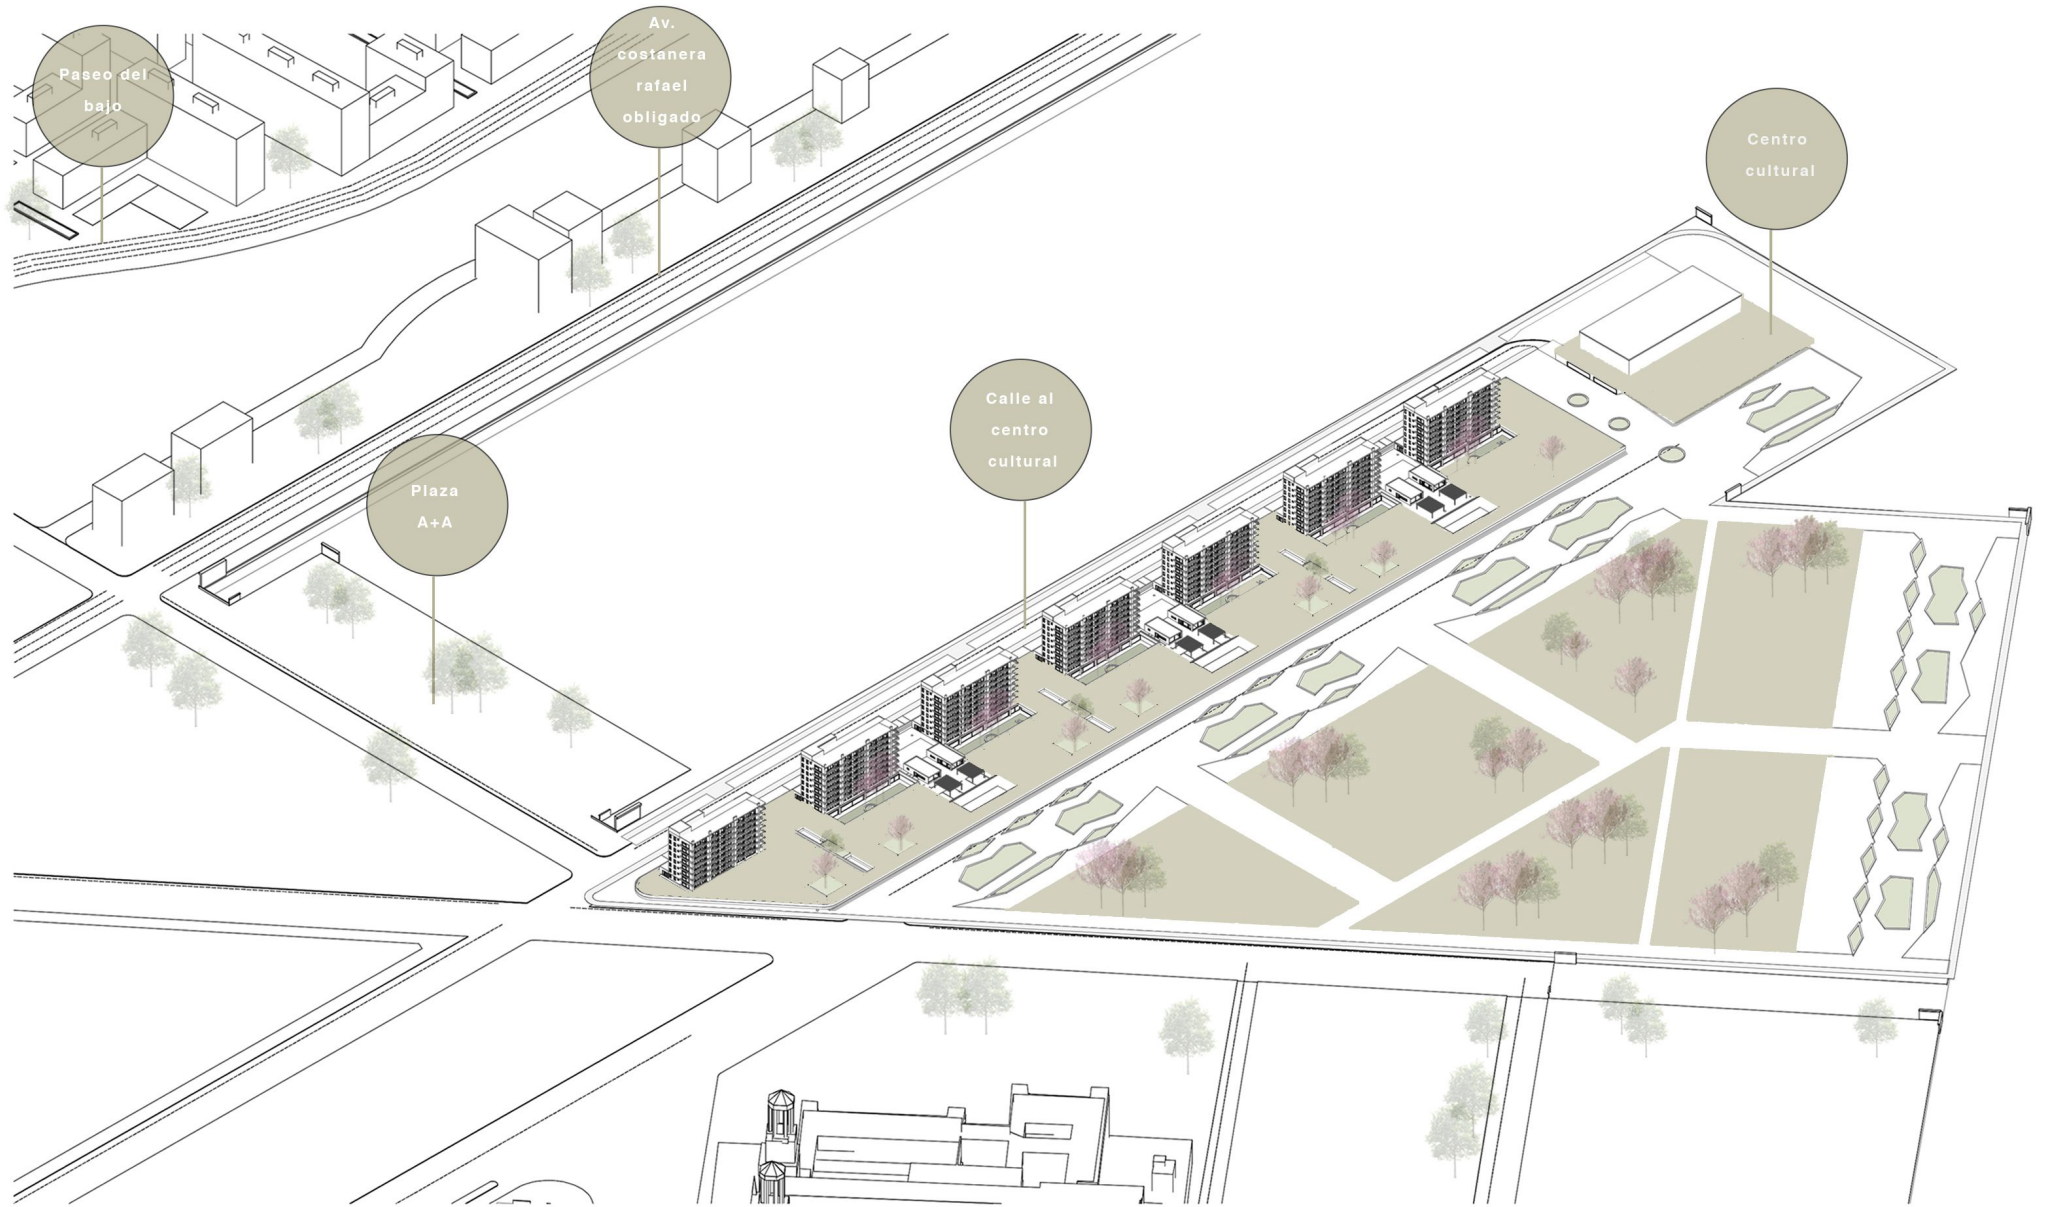 Paseo del
bajo
Av.
costanera
rafael
obligado
Centro
cultural
Calle al
centro
cultural
Plaza
A+A